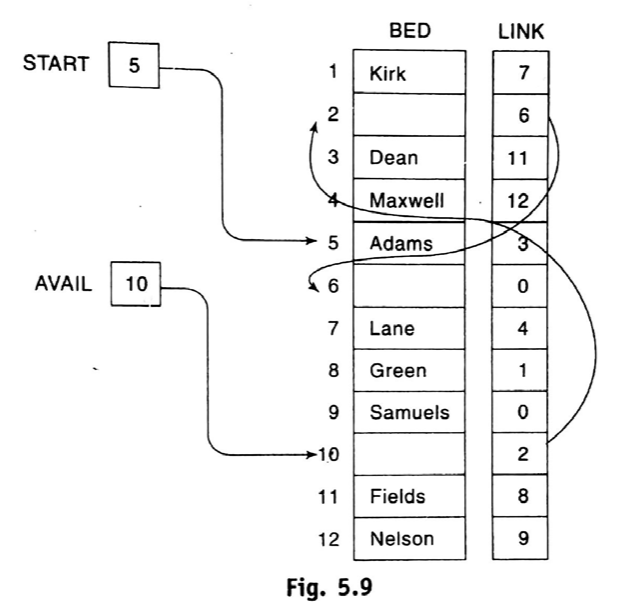 BED LINK
START 5
1 Kirk 7
2 6
3 Dean 11
4 Maxwell 12
5 Adams 3
AVAIL 10
6 0
7 Lane 4
8 Green 1
9 Samuels 0
10 2
11 Fields 8
12 Nelson 9
Fig. 5.9